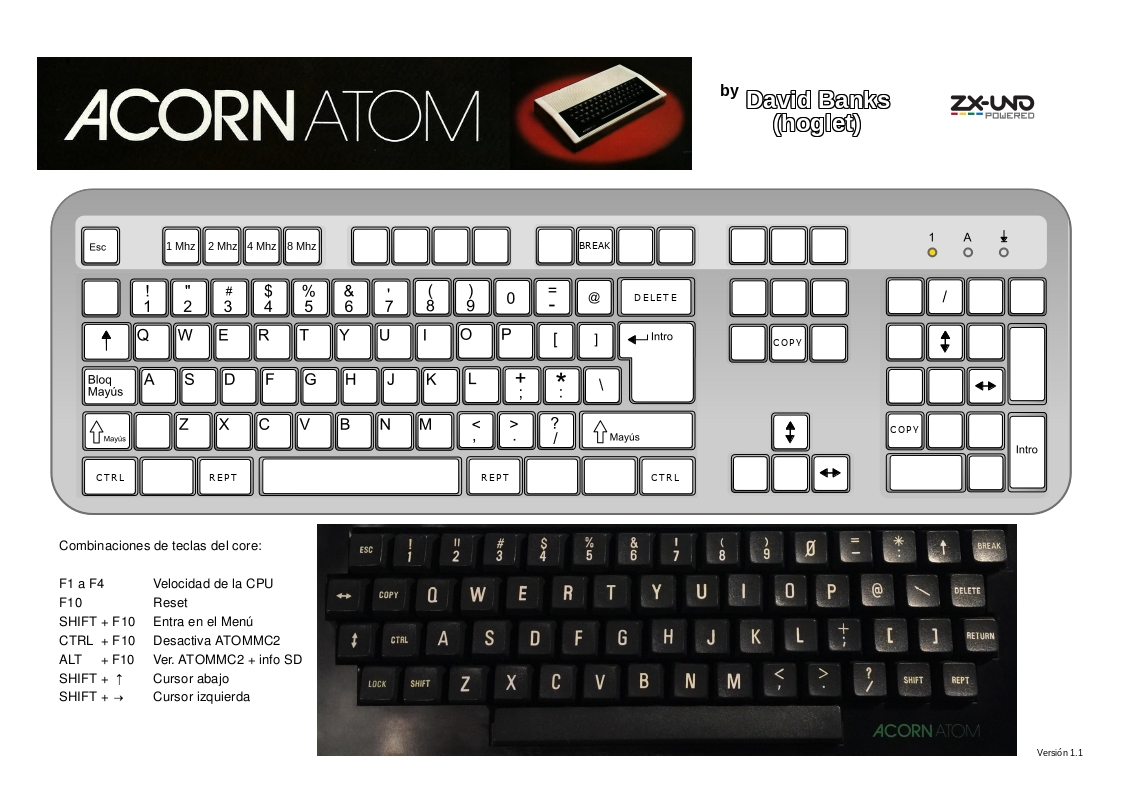 ACORN ATOM
by David Banks
(hoglet)
ZX-UNO
POWERED
Esc 1 Mhz 2 Mhz 4 Mhz 8 Mhz BREAK
1 A
! " # $ % & ' ( ) =
1 2 3 4 5 6 7 8 9 0 - @ DELETE /
↑ Q W E R T Y U I O P [ ] ↵ Intro COPY ↕
Bloq
Mayús A S D F G H J K L + ; * : \ ↔
⇧ Mayús Z X C V B N M < , > . ? / ⇧ Mayús ↕ COPY
Intro
CTRL REPT REPT CTRL ↔
Combinaciones de teclas del core:
F1 a F4 Velocidad de la CPU
F10 Reset
SHIFT + F10 Entra en el Menú
CTRL + F10 Desactiva ATOMMC2
ALT + F10 Ver. ATOMMC2 + info SD
SHIFT + ↑ Cursor abajo
SHIFT + → Cursor izquierda
ESC ! 1 " 2 # 3 $ 4 % 5 & 6 ' 7 ( 8 ) 9 Ø = - * : ↑ BREAK
↔ COPY Q W E R T Y U I O P @ \ DELETE
↕ CTRL A S D F G H J K L + ; [ ] RETURN
LOCK SHIFT Z X C V B N M < , > . ? / SHIFT REPT
ACORN ATOM
Versión 1.1